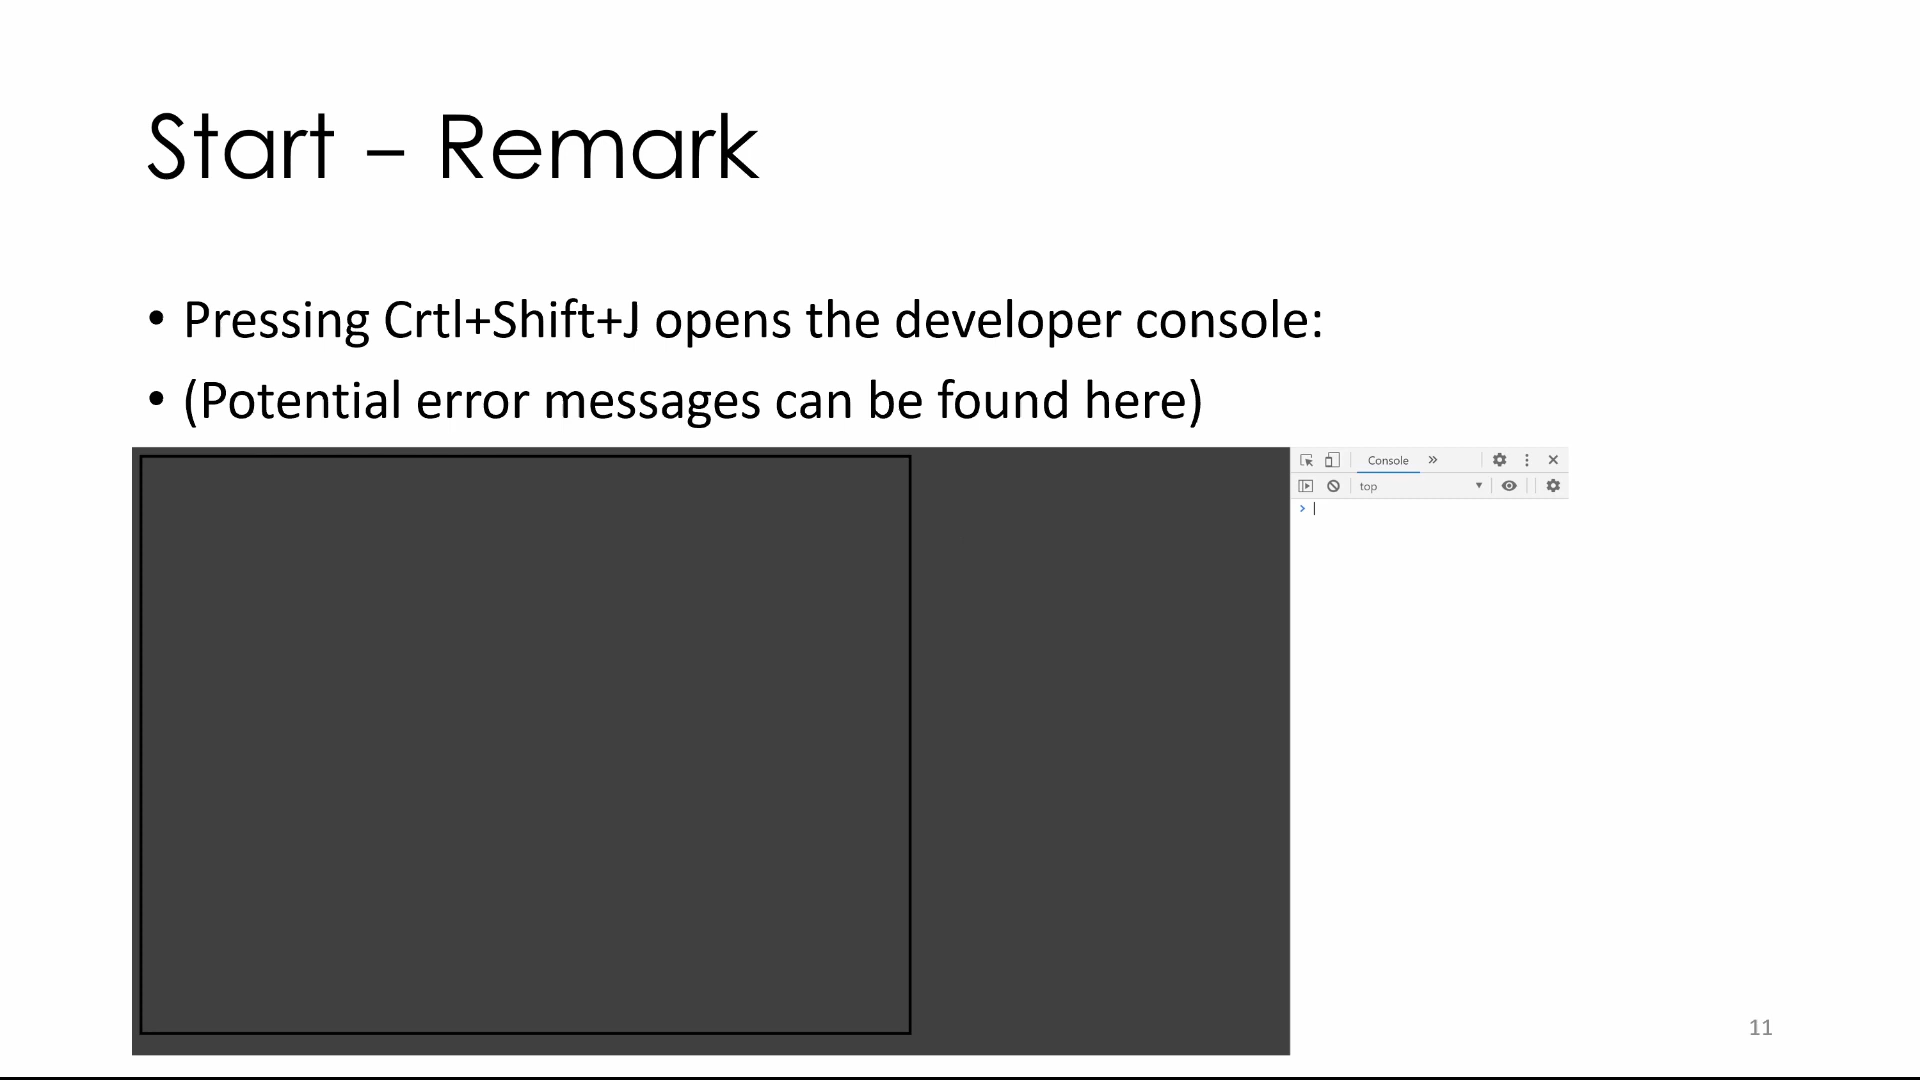 Start – Remark
• Pressing Crtl+Shift+J opens the developer console:
• (Potential error messages can be found here)
Console
top
11